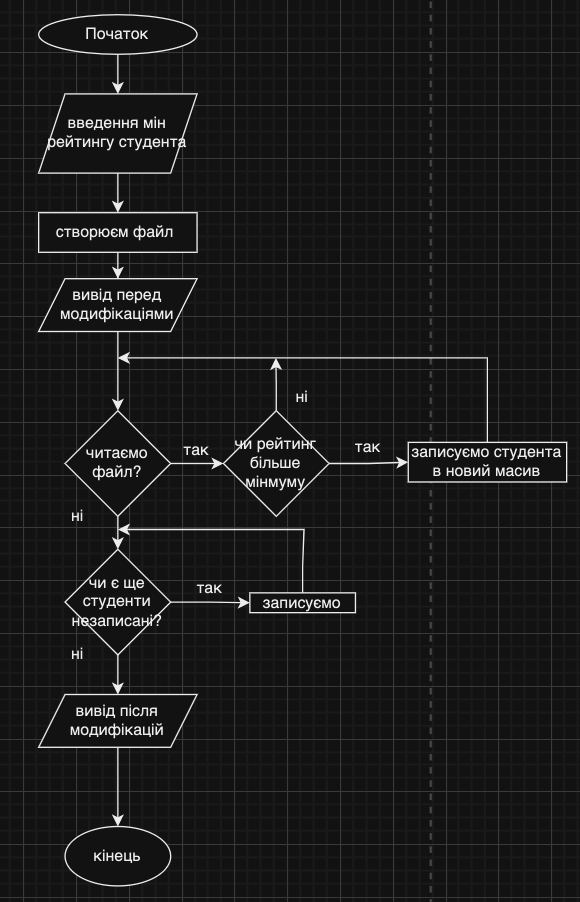 Початок
введення мін
рейтингу студента
створюєм файл
вивід перед
модифікаціями
ні
читаємо
файл?
так
чи рейтинг
більше
мінмуму
так
записуємо студента
в новий масив
ні
чи є ще
студенти
незаписані?
так
записуємо
ні
вивід після
модифікацій
кінець